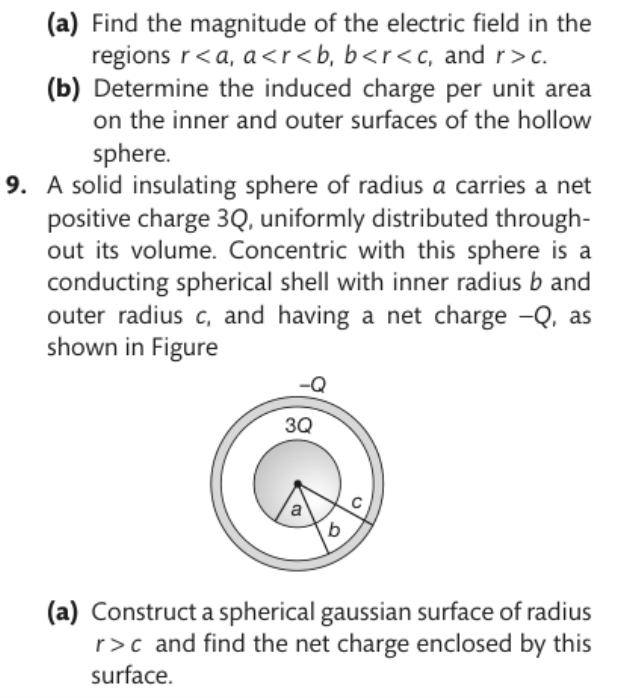 (a) Find the magnitude of the electric field in the
regions r < a, a < r < b, b < r < c, and r > c.
(b) Determine the induced charge per unit area
on the inner and outer surfaces of the hollow
sphere.
9. A solid insulating sphere of radius a carries a net
positive charge 3Q, uniformly distributed through-
out its volume. Concentric with this sphere is a
conducting spherical shell with inner radius b and
outer radius c, and having a net charge –Q, as
shown in Figure
–Q
3Q
a
c
b
(a) Construct a spherical gaussian surface of radius
r > c and find the net charge enclosed by this
surface.